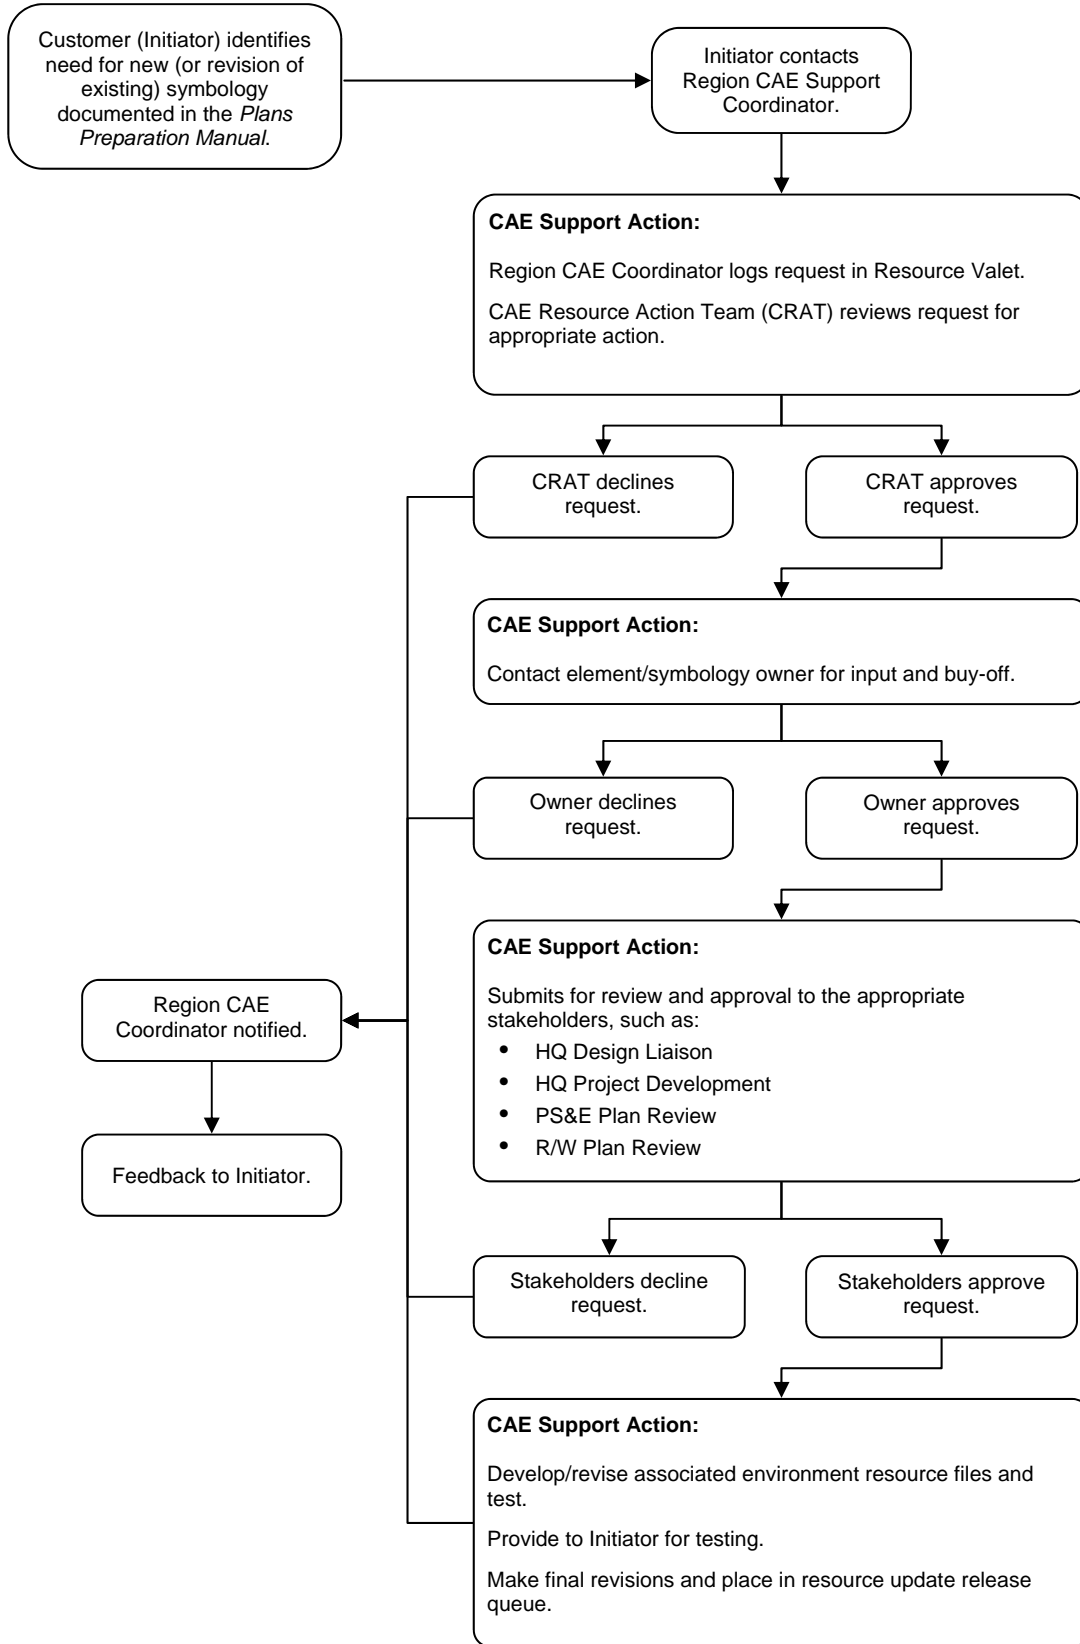 Customer (Initiator) identifies
need for new (or revision of
existing) symbology
documented in the Plans
Preparation Manual.
Initiator contacts
Region CAE Support
Coordinator.
CAE Support Action:
Region CAE Coordinator logs request in Resource Valet.
CAE Resource Action Team (CRAT) reviews request for
appropriate action.
CRAT declines
request.
CRAT approves
request.
CAE Support Action:
Contact element/symbology owner for input and buy-off.
Owner declines
request.
Owner approves
request.
CAE Support Action:
Submits for review and approval to the appropriate
stakeholders, such as:
• HQ Design Liaison
• HQ Project Development
• PS&E Plan Review
• R/W Plan Review
Region CAE
Coordinator notified.
Feedback to Initiator.
Stakeholders decline
request.
Stakeholders approve
request.
CAE Support Action:
Develop/revise associated environment resource files and
test.
Provide to Initiator for testing.
Make final revisions and place in resource update release
queue.